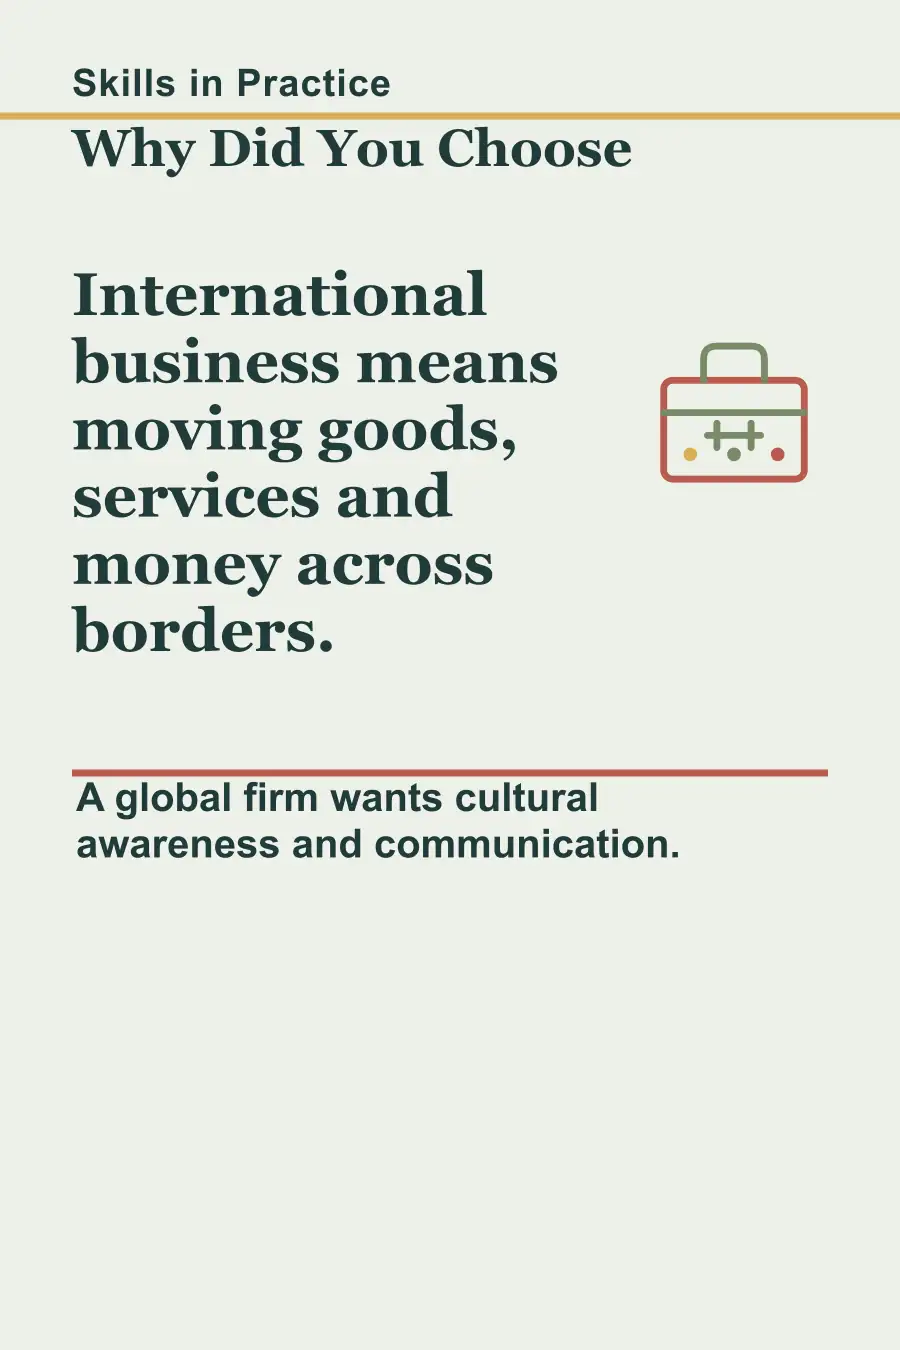 Skills in Practice
Why Did You Choose
International
business means
moving goods,
services and
money across
borders.
A global firm wants cultural
awareness and communication.